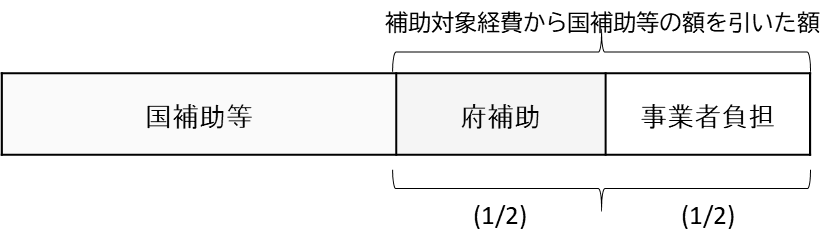 補助対象経費から国補助等の額を引いた額
国補助等
府補助
事業者負担
(1/2)
(1/2)